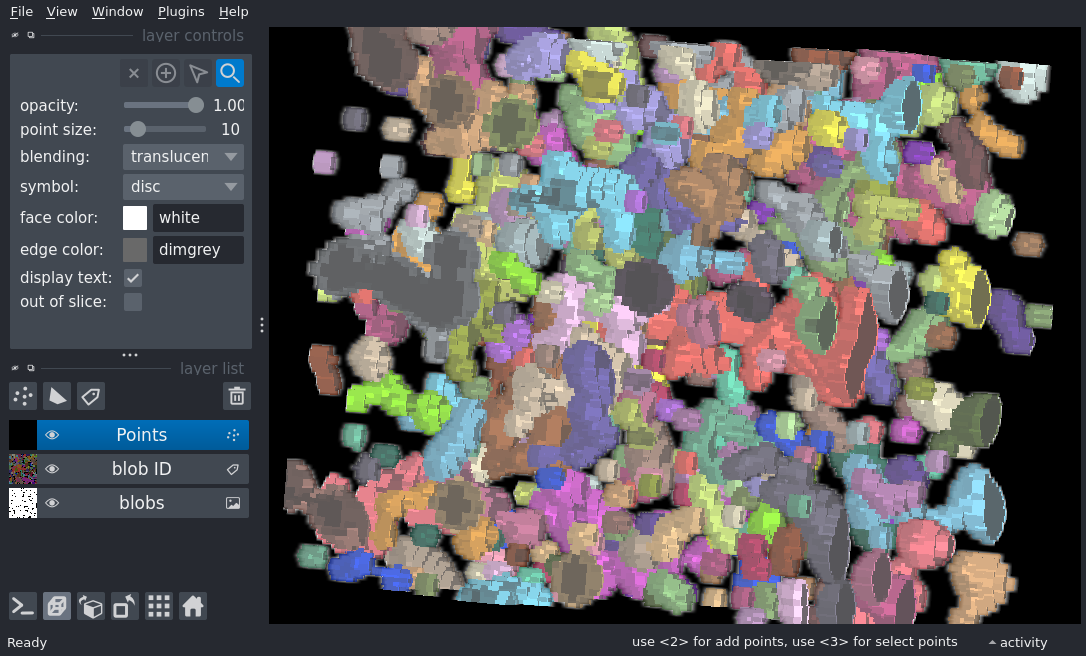 File View Window Plugins Help
layer controls
opacity: 1.00
point size: 10
blending: translucen
symbol: disc
face color: white
edge color: dimgrey
display text:
out of slice:
layer list
Points
blob ID
blobs
Ready use <2> for add points, use <3> for select points activity